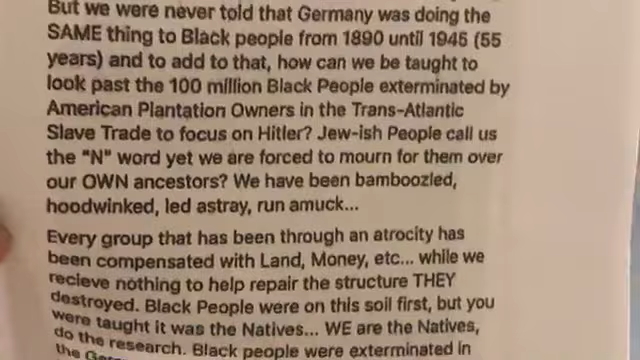 But we were never told that Germany was doing the
SAME thing to Black people from 1890 until 1945 (55
years) and to add to that, how can we be taught to
look past the 100 million Black People exterminated by
American Plantation Owners in the Trans-Atlantic
Slave Trade to focus on Hitler? Jew-ish People call us
the "N" word yet we are forced to mourn for them over
our OWN ancestors? We have been bamboozled,
hoodwinked, led astray, run amuck...
Every group that has been through an atrocity has
been compensated with Land, Money, etc... while we
recieve nothing to help repair the structure THEY
destroyed. Black People were on this soil first, but you
were taught it was the Natives... WE are the Natives,
do the research. Black people were exterminated in
the